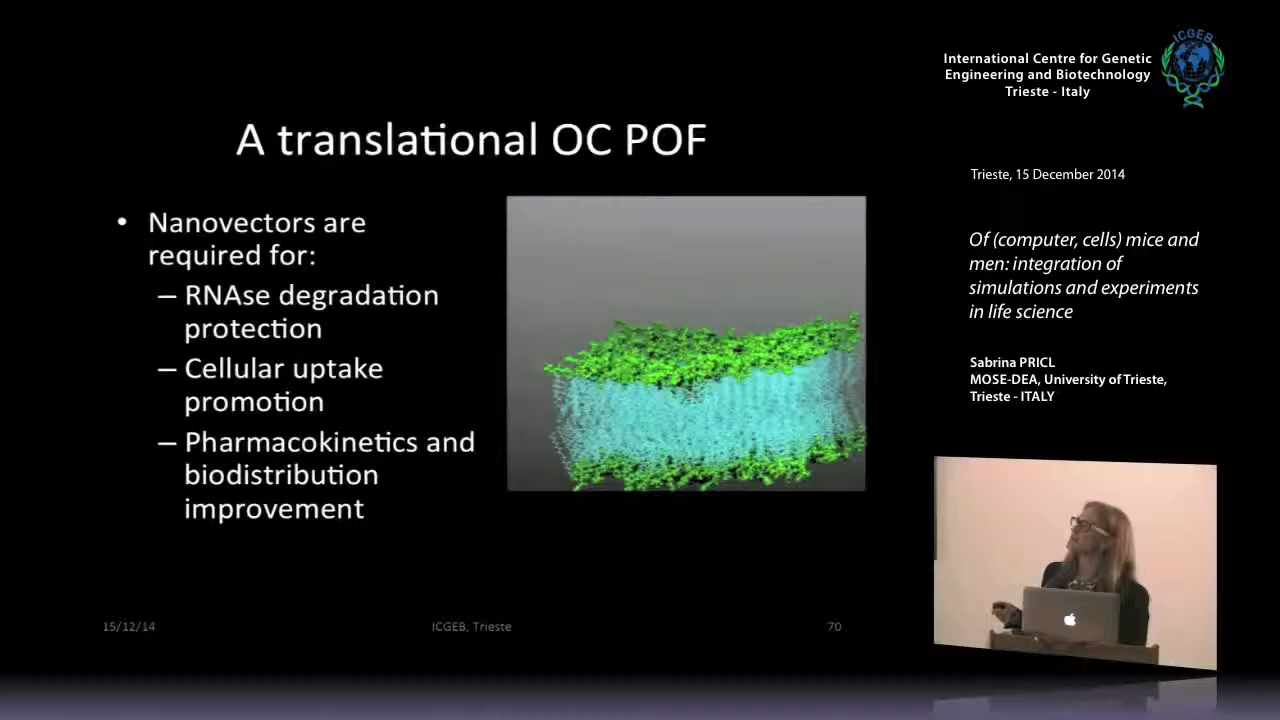 ICGEB
International Centre for Genetic
Engineering and Biotechnology
Trieste - Italy
A translational OC POF
Trieste, 15 December 2014
• Nanovectors are
required for:
– RNAse degradation
protection
– Cellular uptake
promotion
– Pharmacokinetics and
biodistribution
improvement
Of (computer, cells) mice and
men: integration of
simulations and experiments
in life science
Sabrina PRICL
MOSE-DEA, University of Trieste,
Trieste - ITALY
15/12/14
ICGEB, Trieste
70